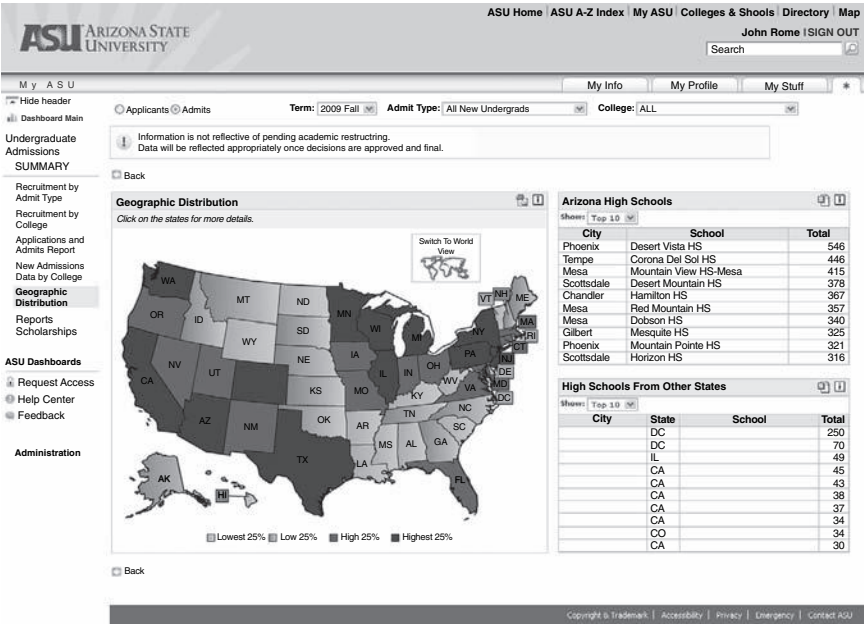 ASU Home | ASU A-Z Index | My ASU | Colleges & Shools | Directory | Map
ASU ARIZONA STATE UNIVERSITY
John Rome | SIGN OUT
Search
My ASU
My Info
My Profile
My Stuff
*
Hide header
Dashboard Main
Undergraduate
Admissions
SUMMARY
Recruitment by
Admit Type
Recruitment by
College
Applications and
Admits Report
New Admissions
Data by College
Geographic
Distribution
Reports
Scholarships
ASU Dashboards
Request Access
Help Center
Feedback
Administration
Applicants Admits Term: 2009 Fall Admit Type: All New Undergrads College: ALL
Information is not reflective of pending academic restructring.
Data will be reflected appropriately once decisions are approved and final.
Back
Geographic Distribution
Click on the states for more details.
Switch To World
View
WA
OR
ID
MT
ND
SD
WY
NE
NV
UT
CA
KS
AZ
NM
OK
TX
MN
WI
MI
IA
IL
IN
OH
MO
KY
WV
VA
TN
NC
SC
AR
MS
AL
GA
LA
FL
NY
PA
VT
NH
ME
MA
RI
CT
NJ
DE
MD
DC
AK
HI
Lowest 25% Low 25% High 25% Highest 25%
Back
Arizona High Schools
Show: Top 10
City School Total
Phoenix Desert Vista HS 546
Tempe Corona Del Sol HS 446
Mesa Mountain View HS-Mesa 415
Scottsdale Desert Mountain HS 378
Chandler Hamilton HS 367
Mesa Red Mountain HS 357
Mesa Dobson HS 340
Gilbert Mesquite HS 325
Phoenix Mountain Pointe HS 321
Scottsdale Horizon HS 316
High Schools From Other States
Show: Top 10
City State School Total
DC 250
DC 70
IL 49
CA 45
CA 43
CA 38
CA 37
CA 34
CO 34
CA 30
Copyright & Trademark | Accessibility | Privacy | Emergency | Contact ASU